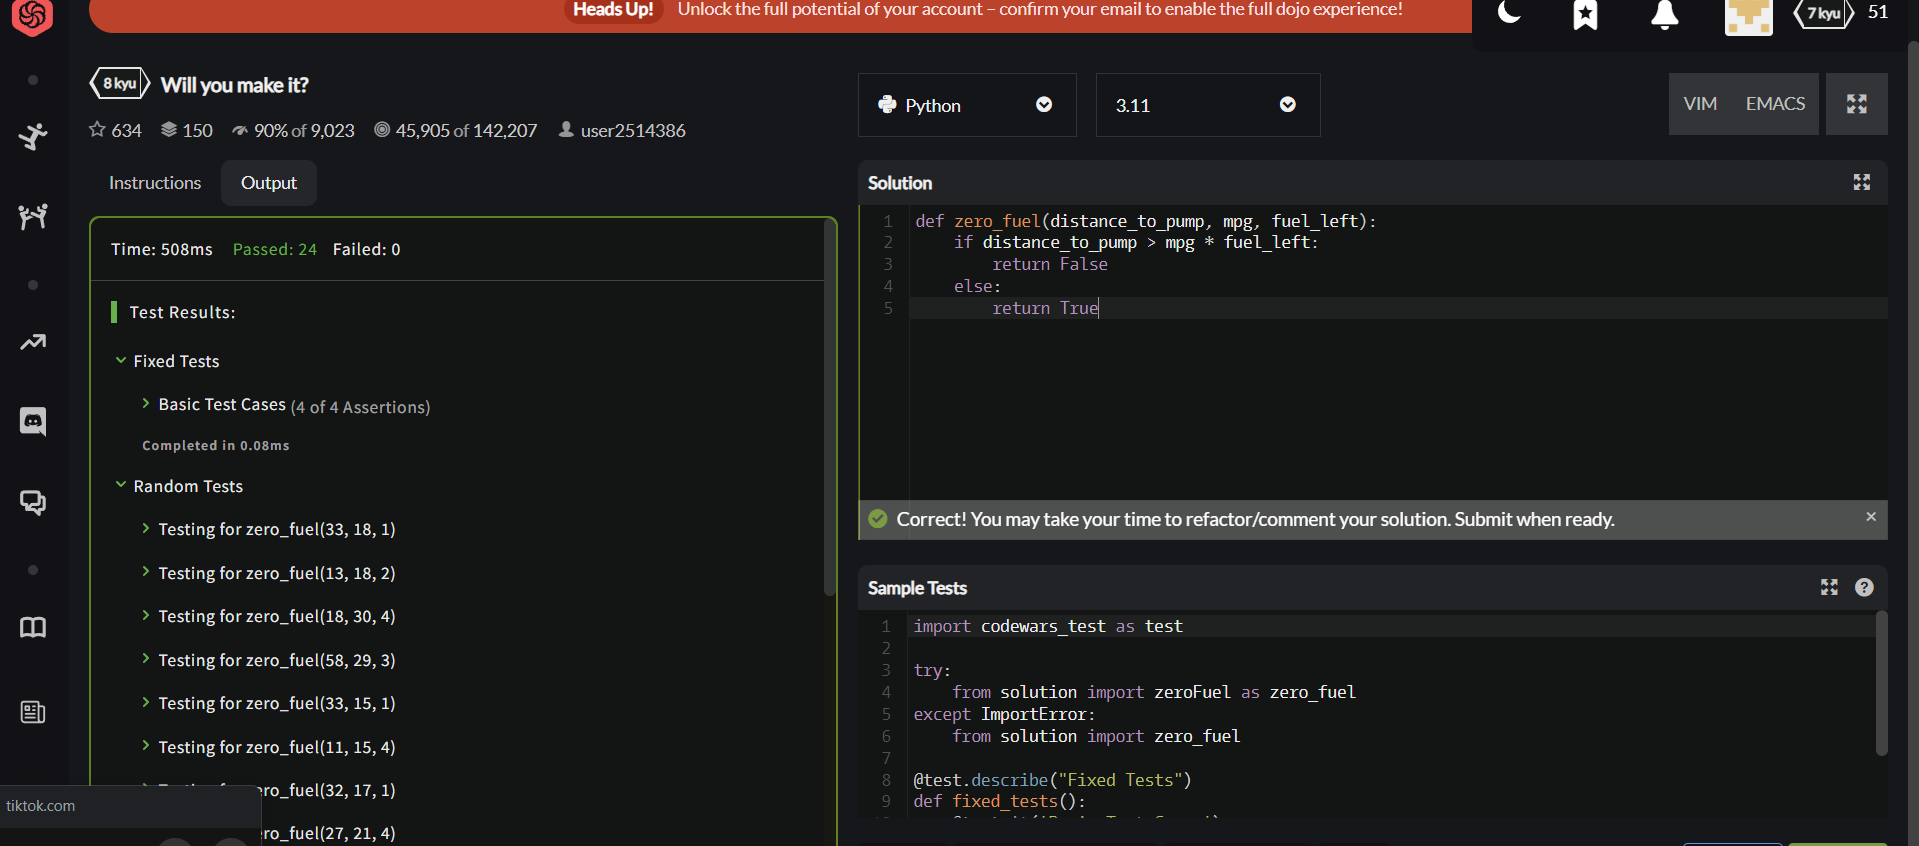 Heads Up! Unlock the full potential of your account – confirm your email to enable the full dojo experience!
7 kyu 51
8 kyu Will you make it?
634 150 90% of 9,023 45,905 of 142,207 user2514386
Python 3.11 VIM EMACS
Instructions Output
Time: 508ms Passed: 24 Failed: 0
Test Results:
Fixed Tests
Basic Test Cases (4 of 4 Assertions)
Completed in 0.08ms
Random Tests
Testing for zero_fuel(33, 18, 1)
Testing for zero_fuel(13, 18, 2)
Testing for zero_fuel(18, 30, 4)
Testing for zero_fuel(58, 29, 3)
Testing for zero_fuel(33, 15, 1)
Testing for zero_fuel(11, 15, 4)
ro_fuel(32, 17, 1)
ro_fuel(27, 21, 4)
tiktok.com
Solution
1 def zero_fuel(distance_to_pump, mpg, fuel_left):
2 if distance_to_pump > mpg * fuel_left:
3 return False
4 else:
5 return True
Correct! You may take your time to refactor/comment your solution. Submit when ready.
Sample Tests
1 import codewars_test as test
2
3 try:
4 from solution import zeroFuel as zero_fuel
5 except ImportError:
6 from solution import zero_fuel
7
8 @test.describe("Fixed Tests")
9 def fixed_tests():